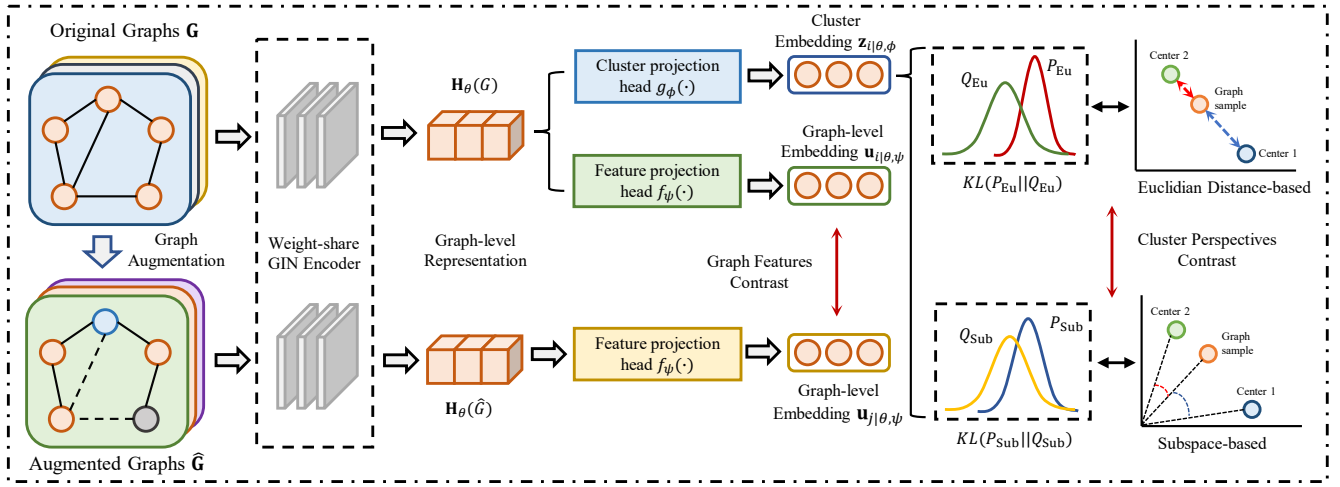 Original Graphs G
Graph
Augmentation
Augmented Graphs Ĝ
Weight-share
GIN Encoder
H_θ(G)
Graph-level
Representation
H_θ(Ĝ)
Cluster projection
head g_ϕ(·)
Feature projection
head f_ψ(·)
Feature projection
head f_ψ(·)
Cluster
Embedding z_{i|θ,ϕ}
Graph-level
Embedding u_{i|θ,ψ}
Graph Features
Contrast
Graph-level
Embedding u_{j|θ,ψ}
Q_Eu
P_Eu
KL(P_Eu||Q_Eu)
Q_Sub
P_Sub
KL(P_Sub||Q_Sub)
Center 2
Graph
sample
Center 1
Euclidian Distance-based
Cluster Perspectives
Contrast
Center 2
Graph
sample
Center 1
Subspace-based